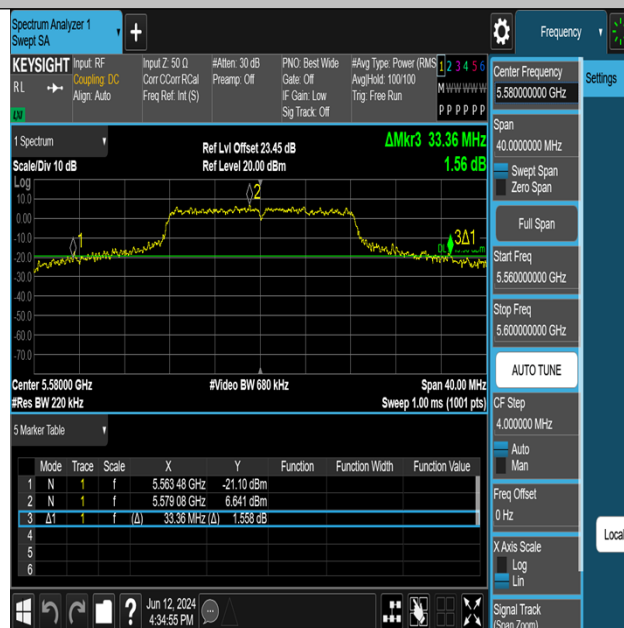 Spectrum Analyzer 1
Swept SA
Frequency
KEYSIGHT
RL
Input: RF
Coupling: DC
Align: Auto
Input Z: 50 Ω
Corr CCorr RCal
Freq Ref: Int (S)
#Atten: 30 dB
Preamp: Off
PNO: Best Wide
Gate: Off
IF Gain: Low
Sig Track: Off
#Avg Type: Power (RMS
Avg|Hold: 100/100
Trig: Free Run
1 2 3 4 5 6
M W W W W W
P P P P P P
1 Spectrum
Scale/Div 10 dB
Ref Lvl Offset 23.45 dB
Ref Level 20.00 dBm
ΔMkr3 33.36 MHz
1.56 dB
Log
10.0
0.00
-10.0
-20.0
-30.0
-40.0
-50.0
-60.0
-70.0
1
2
3Δ1
Center 5.58000 GHz
#Res BW 220 kHz
#Video BW 680 kHz
Span 40.00 MHz
Sweep 1.00 ms (1001 pts)
5 Marker Table
Mode Trace Scale X Y Function Function Width Function Value
1 N 1 f 5.563 48 GHz -21.10 dBm
2 N 1 f 5.579 08 GHz 6.641 dBm
3 Δ1 1 f (Δ) 33.36 MHz (Δ) 1.558 dB
4
5
6
Jun 12, 2024
4:34:55 PM
Center Frequency
5.580000000 GHz
Span
40.0000000 MHz
Swept Span
Zero Span
Full Span
Start Freq
5.560000000 GHz
Stop Freq
5.600000000 GHz
AUTO TUNE
CF Step
4.000000 MHz
Auto
Man
Freq Offset
0 Hz
X Axis Scale
Log
Lin
Signal Track
(Span Zoom)
Settings
Local